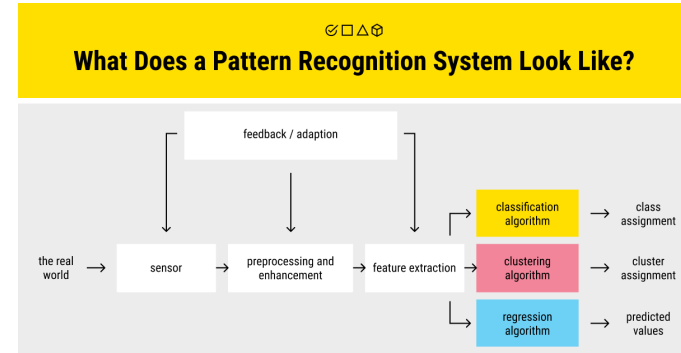 What Does a Pattern Recognition System Look Like?
feedback / adaption
the real
world
sensor
preprocessing and
enhancement
feature extraction
classification
algorithm
class
assignment
clustering
algorithm
cluster
assignment
regression
algorithm
predicted
values